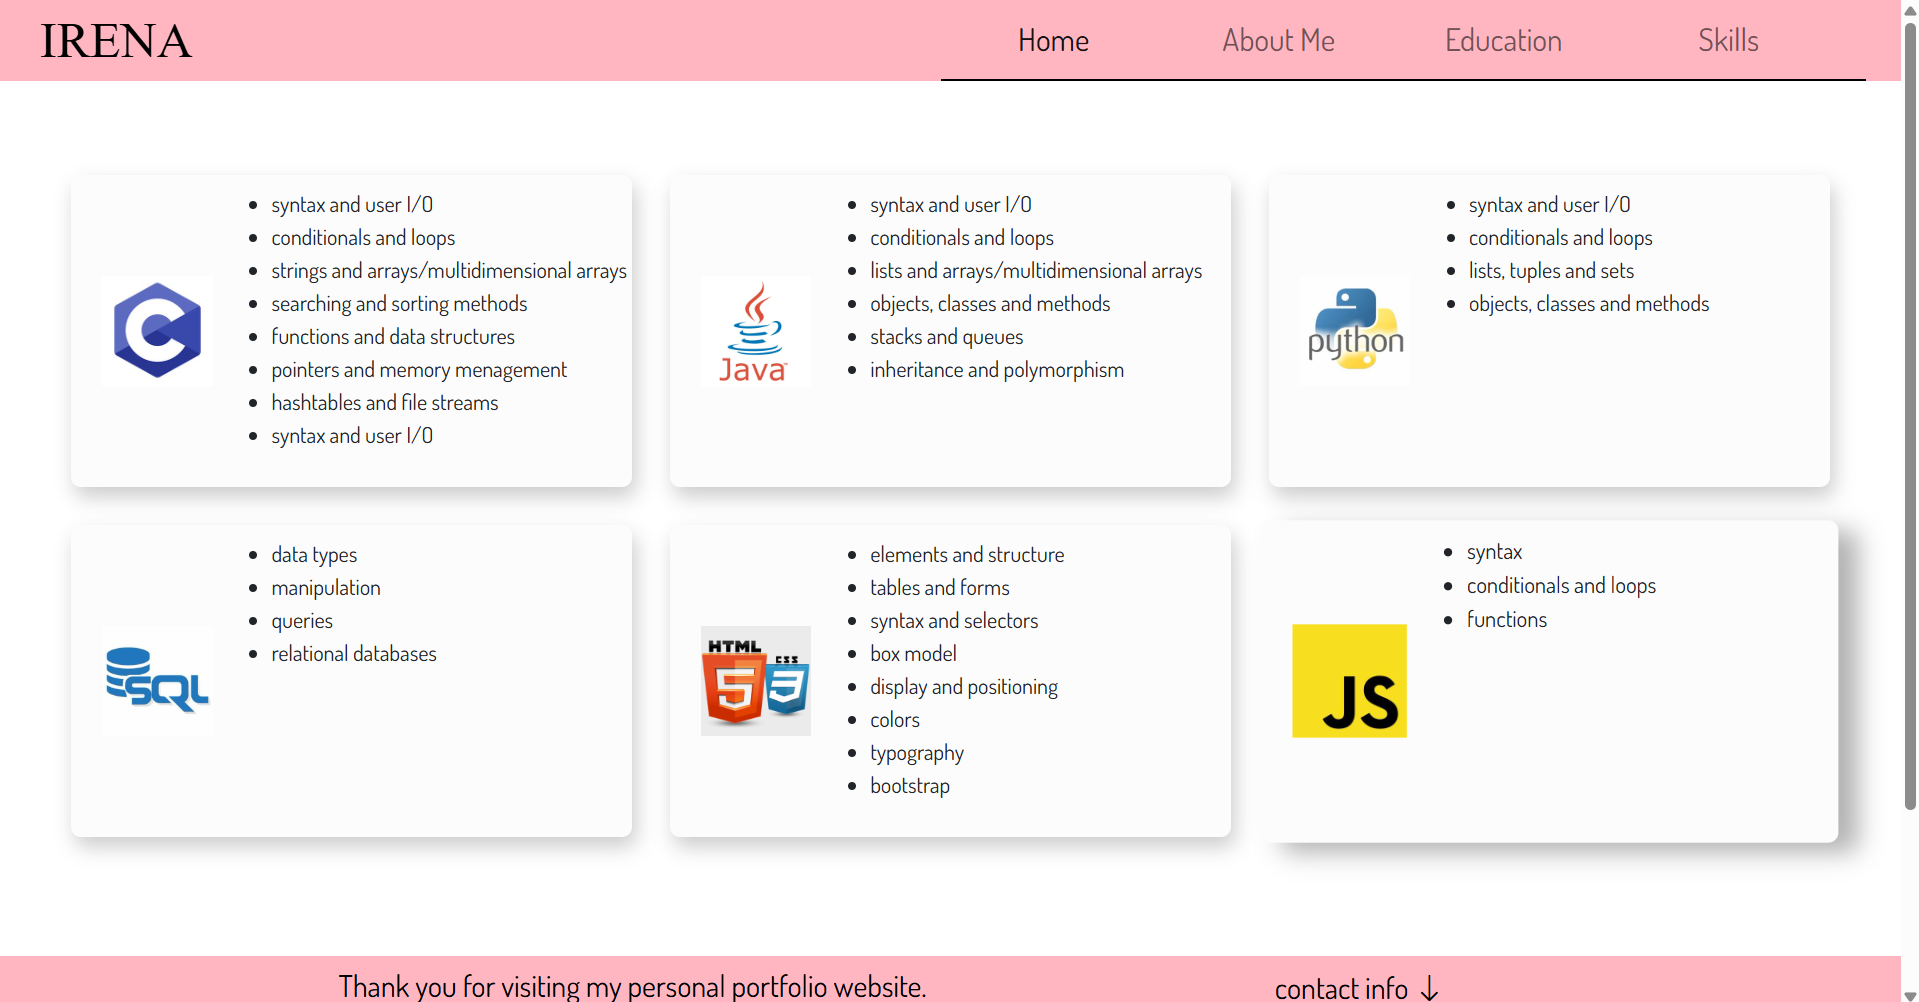 IRENA
Home
About Me
Education
Skills
syntax and user I/O
conditionals and loops
strings and arrays/multidimensional arrays
searching and sorting methods
functions and data structures
pointers and memory menagement
hashtables and file streams
syntax and user I/O
Java
syntax and user I/O
conditionals and loops
lists and arrays/multidimensional arrays
objects, classes and methods
stacks and queues
inheritance and polymorphism
python
syntax and user I/O
conditionals and loops
lists, tuples and sets
objects, classes and methods
SQL
data types
manipulation
queries
relational databases
HTML
CSS
5
3
elements and structure
tables and forms
syntax and selectors
box model
display and positioning
colors
typography
bootstrap
JS
syntax
conditionals and loops
functions
Thank you for visiting my personal portfolio website.
contact info ↓